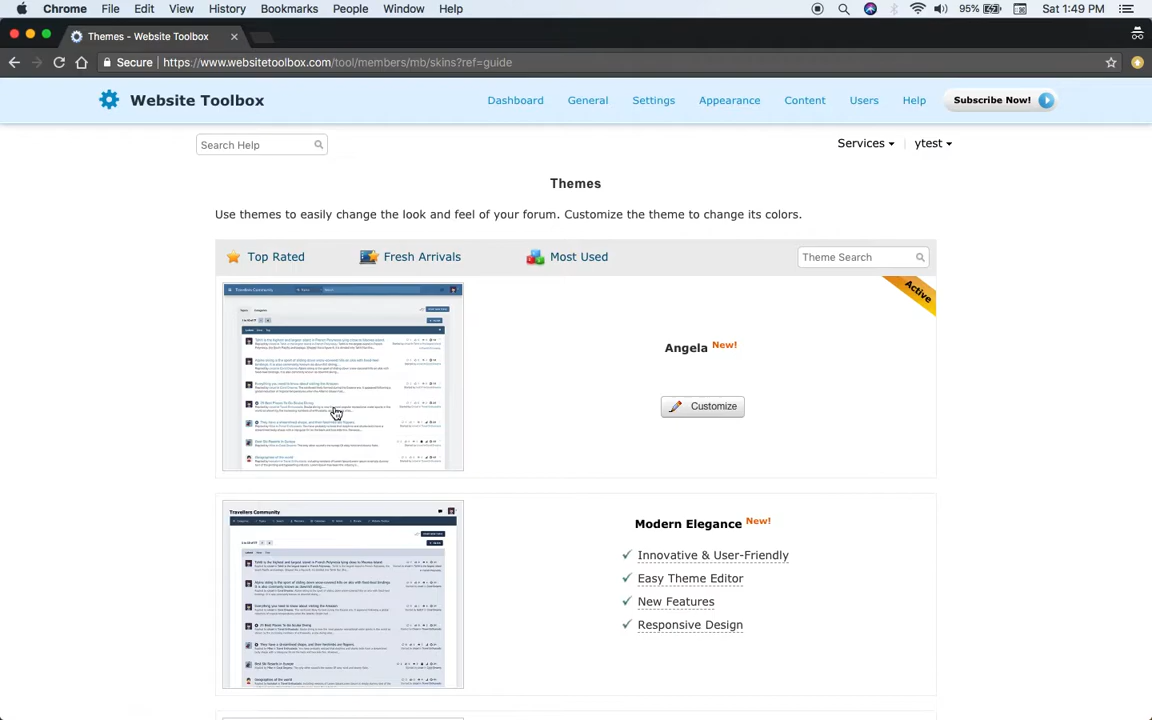 Chrome File Edit View History Bookmarks People Window Help 95% Sat 1:49 PM
Themes - Website Toolbox
Secure https://www.websitetoolbox.com/tool/members/mb/skins?ref=guide
Website Toolbox Dashboard General Settings Appearance Content Users Help Subscribe Now!
Search Help Services ytest
Themes
Use themes to easily change the look and feel of your forum. Customize the theme to change its colors.
Top Rated Fresh Arrivals Most Used Theme Search
Active
Travellers Community
Angela New!
Customize
Travellers Community
Modern Elegance New!
Innovative & User-Friendly
Easy Theme Editor
New Features
Responsive Design